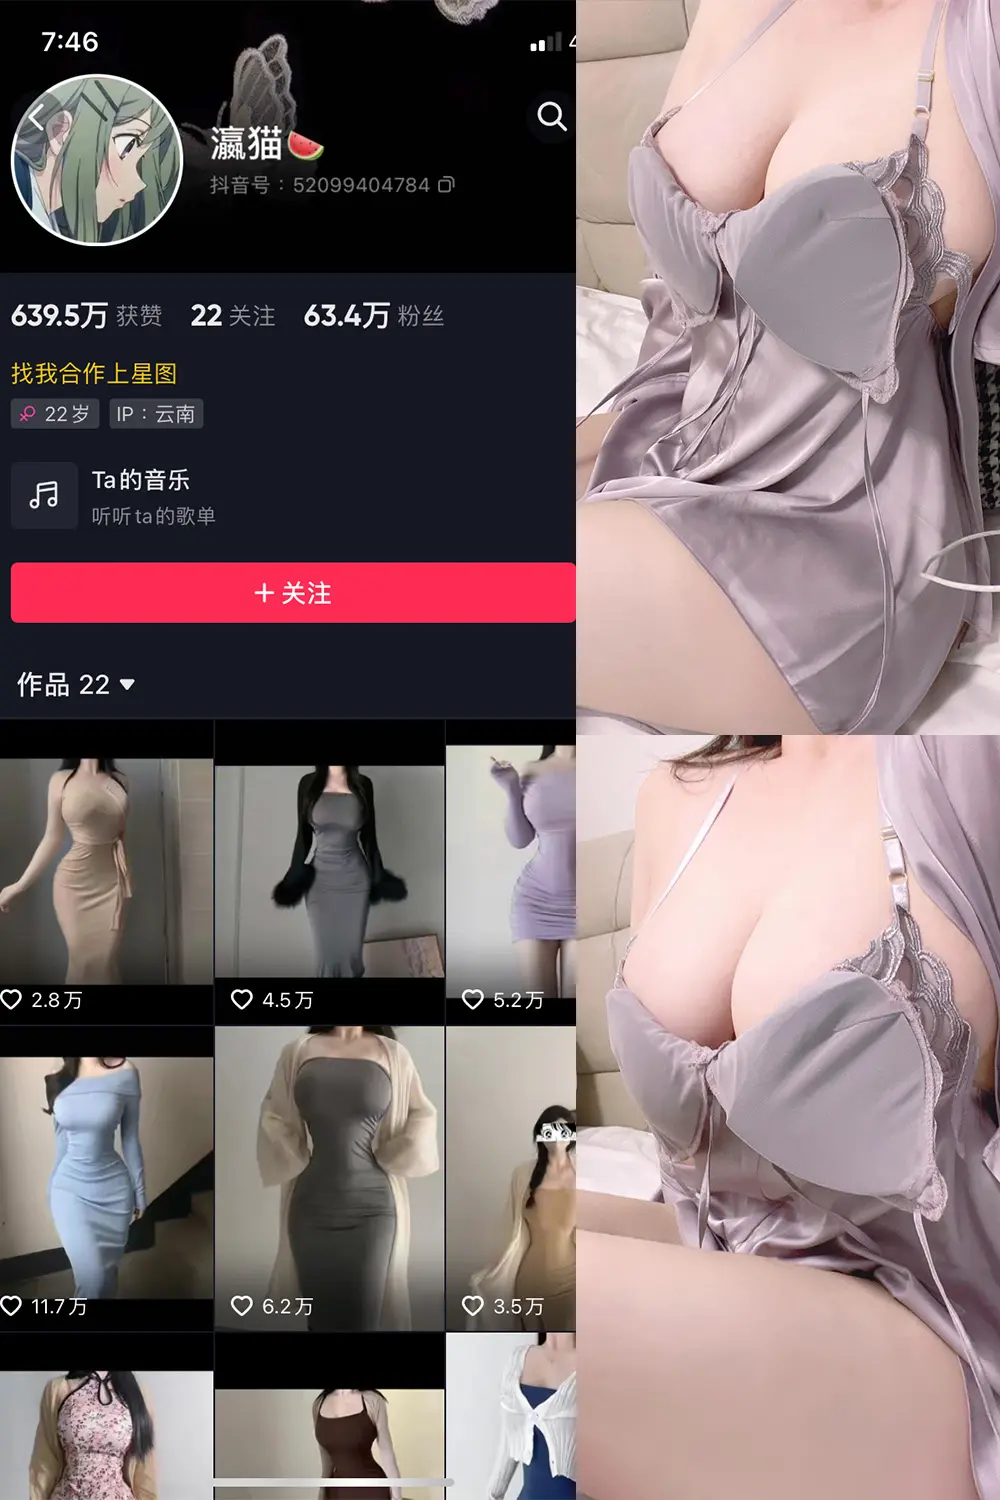 7:46
瀛猫🍉
抖音号：52099404784
639.5万 获赞 22 关注 63.4万 粉丝
找我合作上星图
22岁 IP：云南
Ta的音乐
听听ta的歌单
+ 关注
作品 22
2.8万 4.5万 5.2万
11.7万 6.2万 3.5万